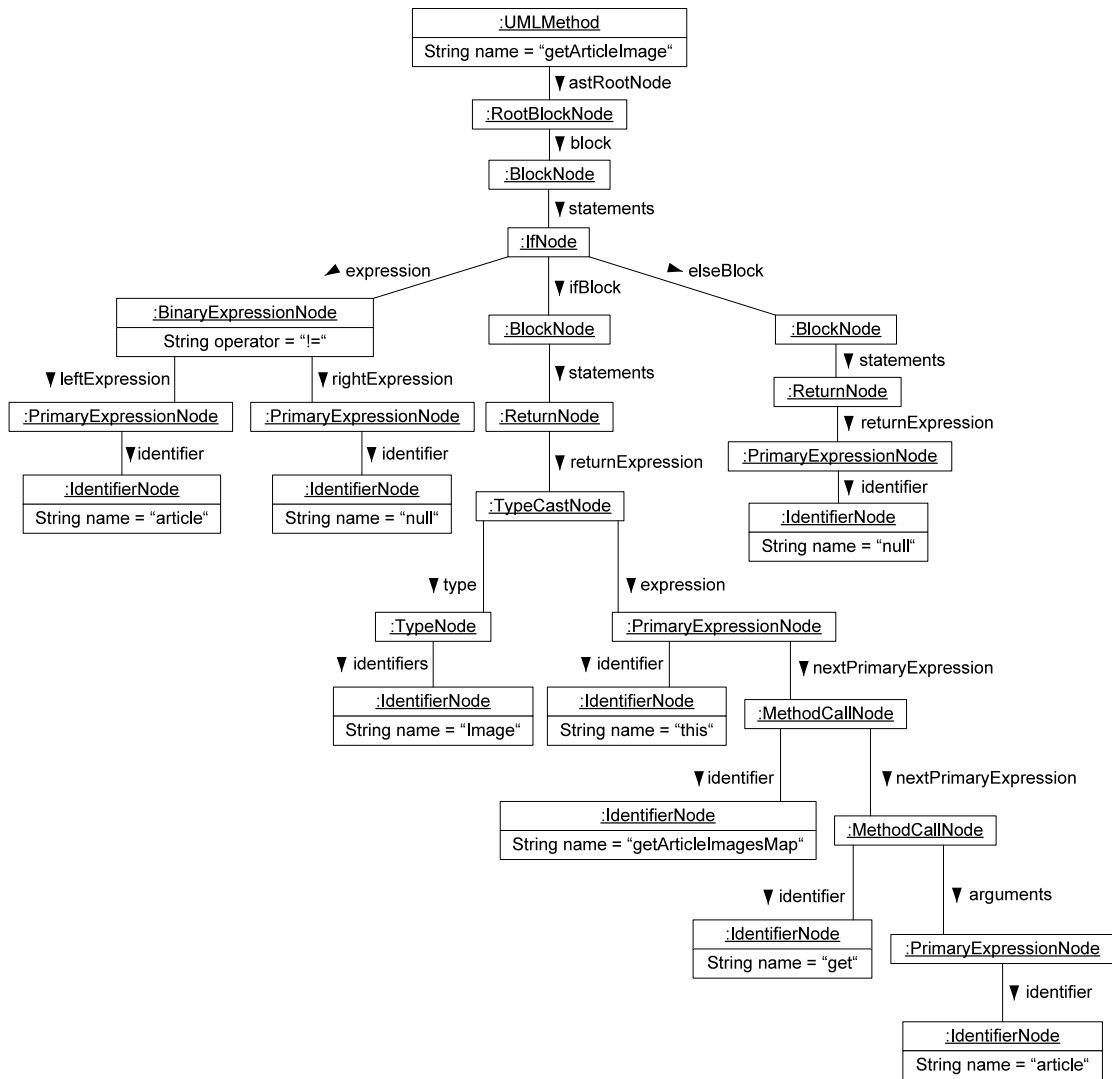 :UMLMethod
String name = “getArticleImage“
astRootNode
:RootBlockNode
block
:BlockNode
statements
:IfNode
expression
ifBlock
elseBlock
:BinaryExpressionNode
String operator = “!=“
:BlockNode
:BlockNode
leftExpression
rightExpression
statements
statements
:PrimaryExpressionNode
:PrimaryExpressionNode
:ReturnNode
:ReturnNode
identifier
identifier
returnExpression
returnExpression
:IdentifierNode
String name = “article“
:IdentifierNode
String name = “null“
:TypeCastNode
:PrimaryExpressionNode
identifier
:IdentifierNode
String name = “null“
type
expression
:TypeNode
:PrimaryExpressionNode
identifiers
identifier
nextPrimaryExpression
:IdentifierNode
String name = “Image“
:IdentifierNode
String name = “this“
:MethodCallNode
identifier
nextPrimaryExpression
:IdentifierNode
String name = “getArticleImagesMap“
:MethodCallNode
identifier
arguments
:IdentifierNode
String name = “get“
:PrimaryExpressionNode
identifier
:IdentifierNode
String name = “article“